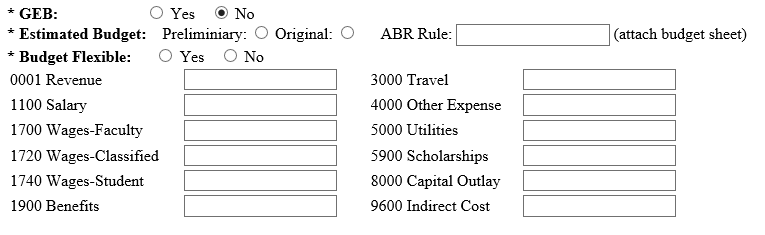 * GEB: Yes No
* Estimated Budget: Preliminiary: Original: ABR Rule: (attach budget sheet)
* Budget Flexible: Yes No
0001 Revenue 3000 Travel
1100 Salary 4000 Other Expense
1700 Wages-Faculty 5000 Utilities
1720 Wages-Classified 5900 Scholarships
1740 Wages-Student 8000 Capital Outlay
1900 Benefits 9600 Indirect Cost